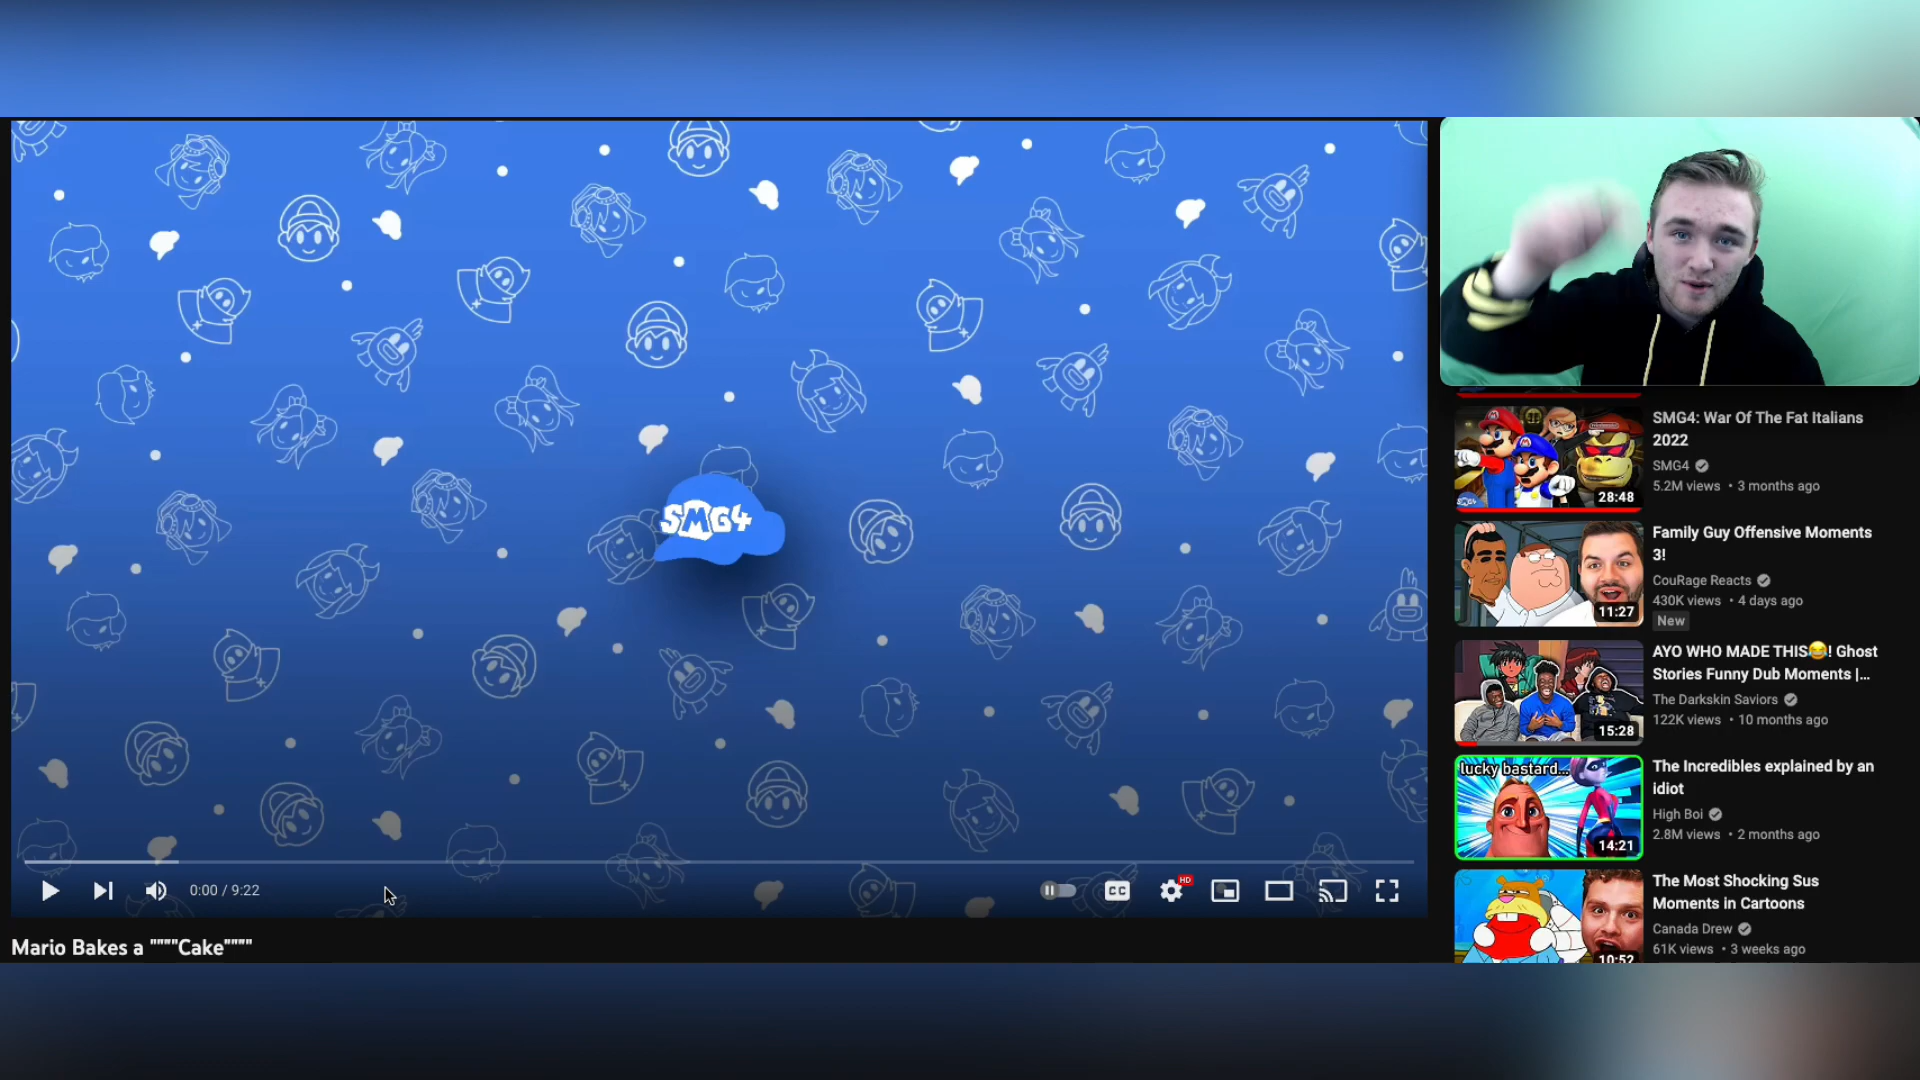 SMG4
0:00 / 9:22
CC
HD
Mario Bakes a """"Cake""""
SMG4: War Of The Fat Italians
2022
SMG4
5.2M views • 3 months ago
28:48
Family Guy Offensive Moments
3!
CouRage Reacts
430K views • 4 days ago
New
11:27
AYO WHO MADE THIS😂! Ghost
Stories Funny Dub Moments |...
The Darkskin Saviors
122K views • 10 months ago
15:28
lucky bastard...
The Incredibles explained by an
idiot
High Boi
2.8M views • 2 months ago
14:21
The Most Shocking Sus
Moments in Cartoons
Canada Drew
61K views • 3 weeks ago
10:52